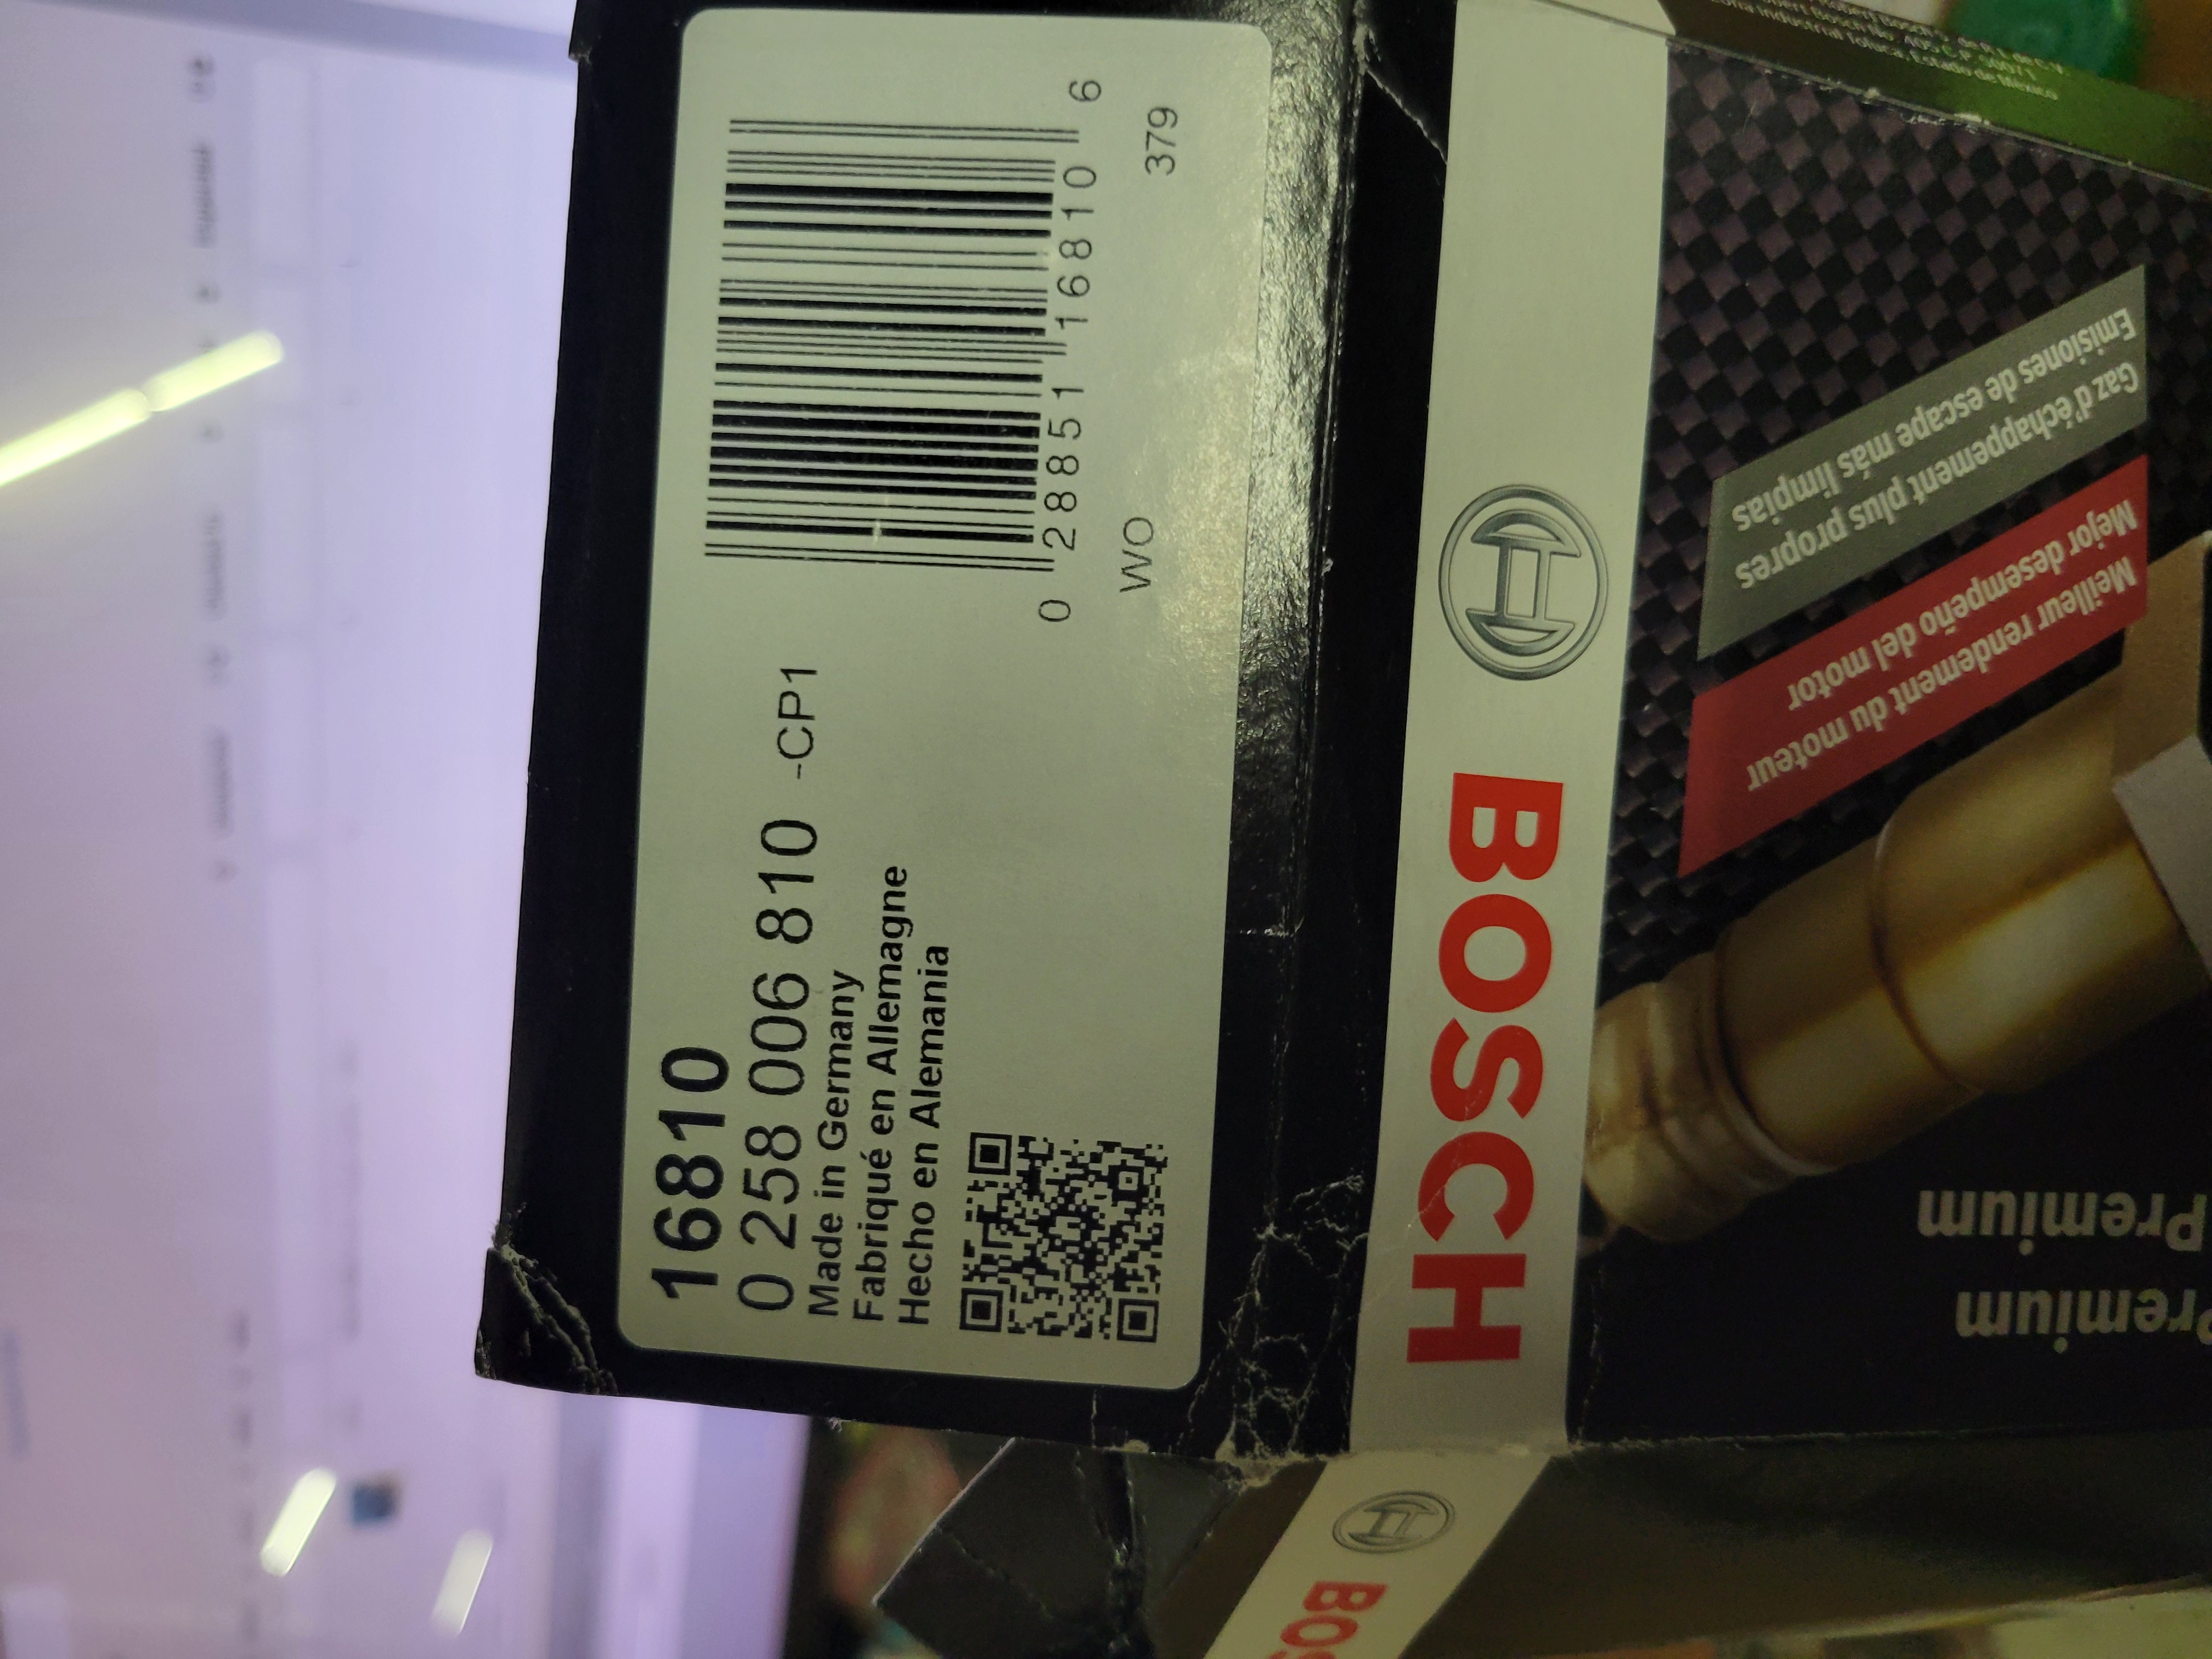 16810
0 258 006 810 -CP1
Made in Germany
Fabriqué en Allemagne
Hecho en Alemania
0 28851 16810 6
WO 379
BOSCH
Emisiones de escape más limpias
Gaz d'échappement plus propres
Mejor desempeño del motor
Meilleur rendement du moteur
Premium
Premium
BOS